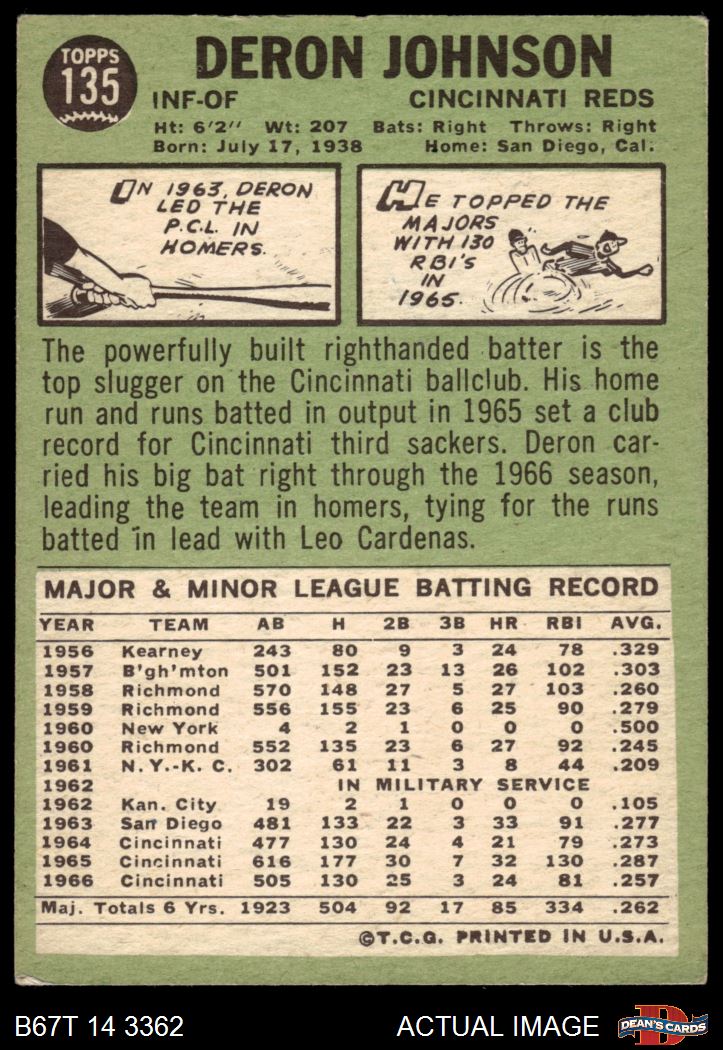 TOPPS
135
DERON JOHNSON
INF-OF CINCINNATI REDS
Ht: 6'2" Wt: 207 Bats: Right Throws: Right
Born: July 17, 1938 Home: San Diego, Cal.
IN 1963, DERON
LED THE
P.C.L. IN
HOMERS.
HE TOPPED THE
MAJORS
WITH 130
RBI'S
IN
1965.
The powerfully built righthanded batter is the
top slugger on the Cincinnati ballclub. His home
run and runs batted in output in 1965 set a club
record for Cincinnati third sackers. Deron car-
ried his big bat right through the 1966 season,
leading the team in homers, tying for the runs
batted in lead with Leo Cardenas.
MAJOR & MINOR LEAGUE BATTING RECORD
YEAR TEAM AB H 2B 3B HR RBI AVG.
1956 Kearney 243 80 9 3 24 78 .329
1957 B'gh'mton 501 152 23 13 26 102 .303
1958 Richmond 570 148 27 5 27 103 .260
1959 Richmond 556 155 23 6 25 90 .279
1960 New York 4 2 1 0 0 0 .500
1960 Richmond 552 135 23 6 27 92 .245
1961 N.Y.-K. C. 302 61 11 3 8 44 .209
1962 IN MILITARY SERVICE
1962 Kan. City 19 2 1 0 0 0 .105
1963 San Diego 481 133 22 3 33 91 .277
1964 Cincinnati 477 130 24 4 21 79 .273
1965 Cincinnati 616 177 30 7 32 130 .287
1966 Cincinnati 505 130 25 3 24 81 .257
Maj. Totals 6 Yrs. 1923 504 92 17 85 334 .262
©T.C.G. PRINTED IN U.S.A.
B67T 14 3362 ACTUAL IMAGE
DEAN'S CARDS